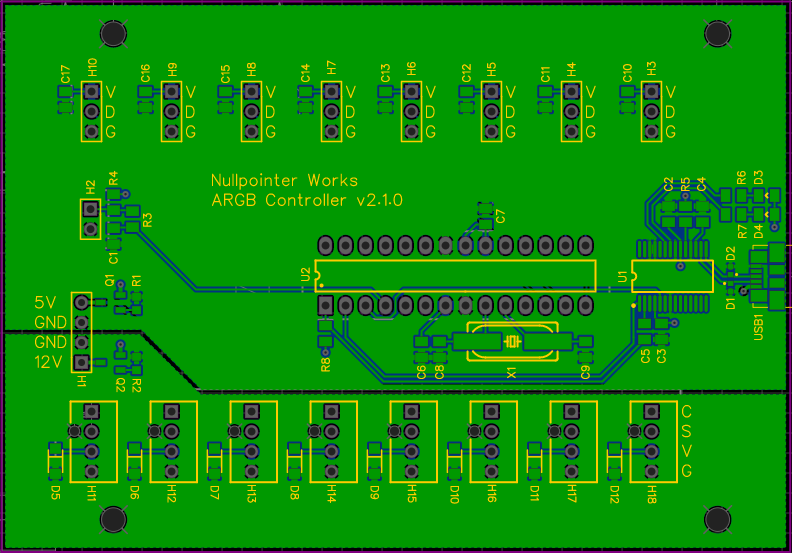 C17 H10 C16 H9 C15 H8 C14 H7 C13 H6 C12 H5 C11 H4 C10 H3
V V V V V V V V
D D D D D D D D
G G G G G G G G
Nullpointer Works
ARGB Controller v2.1.0
H2 R4 R3 C1
C7
C2 R5 C4 R6 D3
R7 D4
U2 U1 D2 D1 USB1
Q1 R1
5V
GND
GND
12V
H1 Q2 R2
R8 C6 C8 X1 C9 C5 C3
C
S
V
G
D5 H11 D6 H12 D7 H13 D8 H14 D9 H15 D10 H16 D11 H17 D12 H18